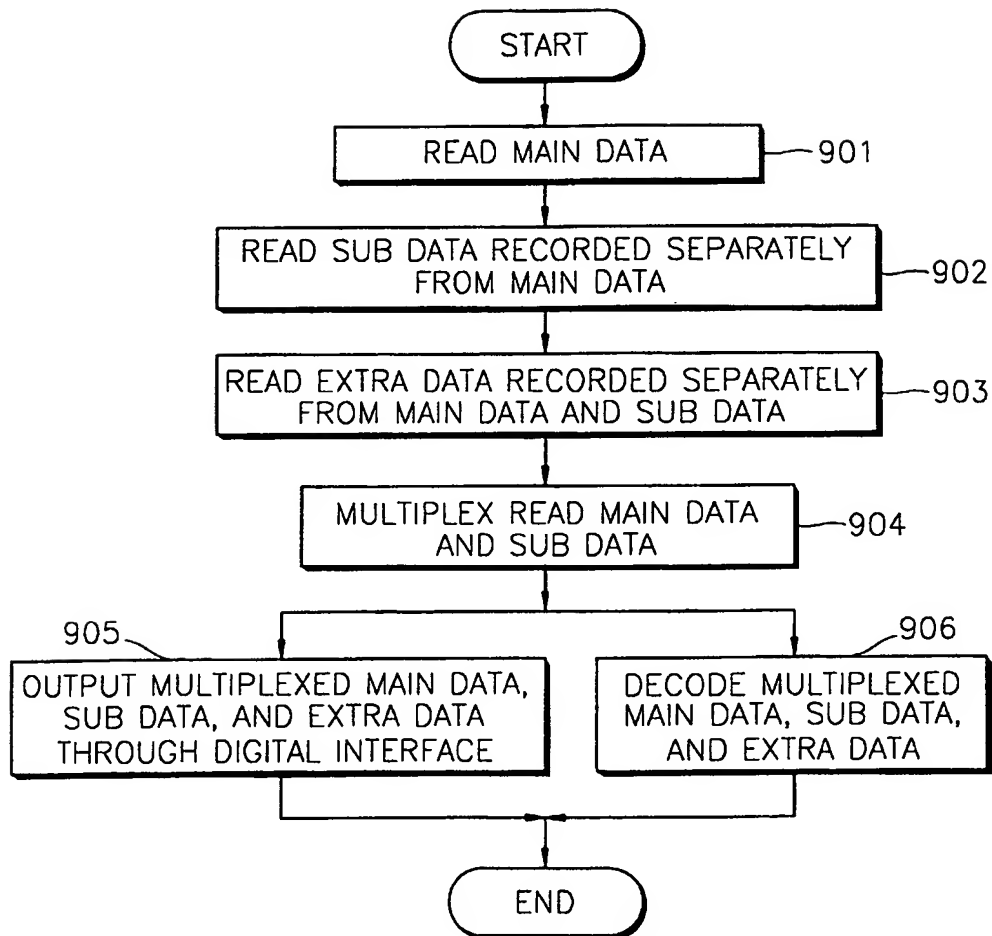 START
READ MAIN DATA
901
READ SUB DATA RECORDED SEPARATELY
FROM MAIN DATA
902
READ EXTRA DATA RECORDED SEPARATELY
FROM MAIN DATA AND SUB DATA
903
MULTIPLEX READ MAIN DATA
AND SUB DATA
904
905
OUTPUT MULTIPLEXED MAIN DATA,
SUB DATA, AND EXTRA DATA
THROUGH DIGITAL INTERFACE
906
DECODE MULTIPLEXED
MAIN DATA, SUB DATA,
AND EXTRA DATA
END